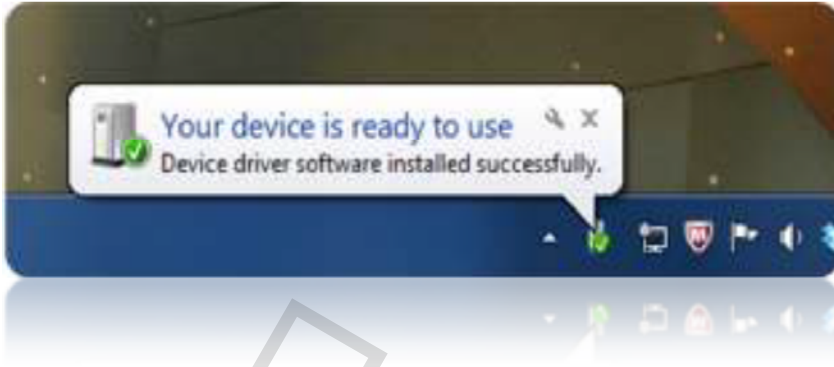 Your device is ready to use
Device driver software installed successfully.